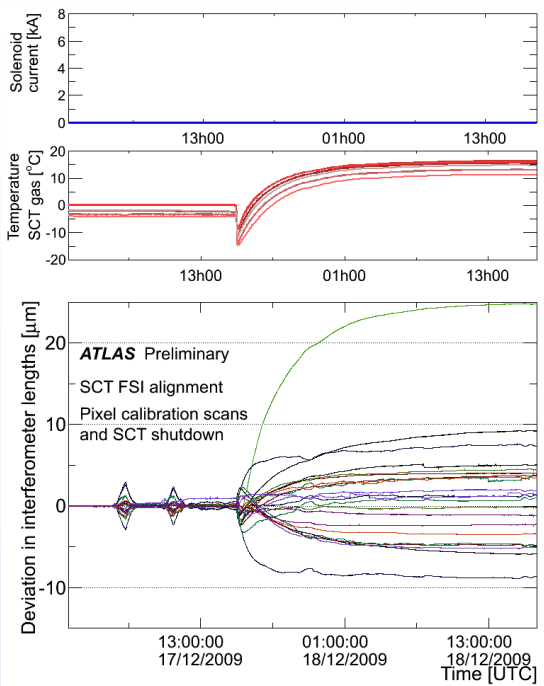 Solenoid
current [kA]
8
6
4
2
0
13h00
01h00
13h00
Temperature
SCT gas [°C]
20
10
0
-10
-20
13h00
01h00
13h00
Deviation in interferometer lengths [μm]
20
10
0
-10
ATLAS Preliminary
SCT FSI alignment
Pixel calibration scans
and SCT shutdown
13:00:00
17/12/2009
01:00:00
18/12/2009
13:00:00
18/12/2009
Time [UTC]